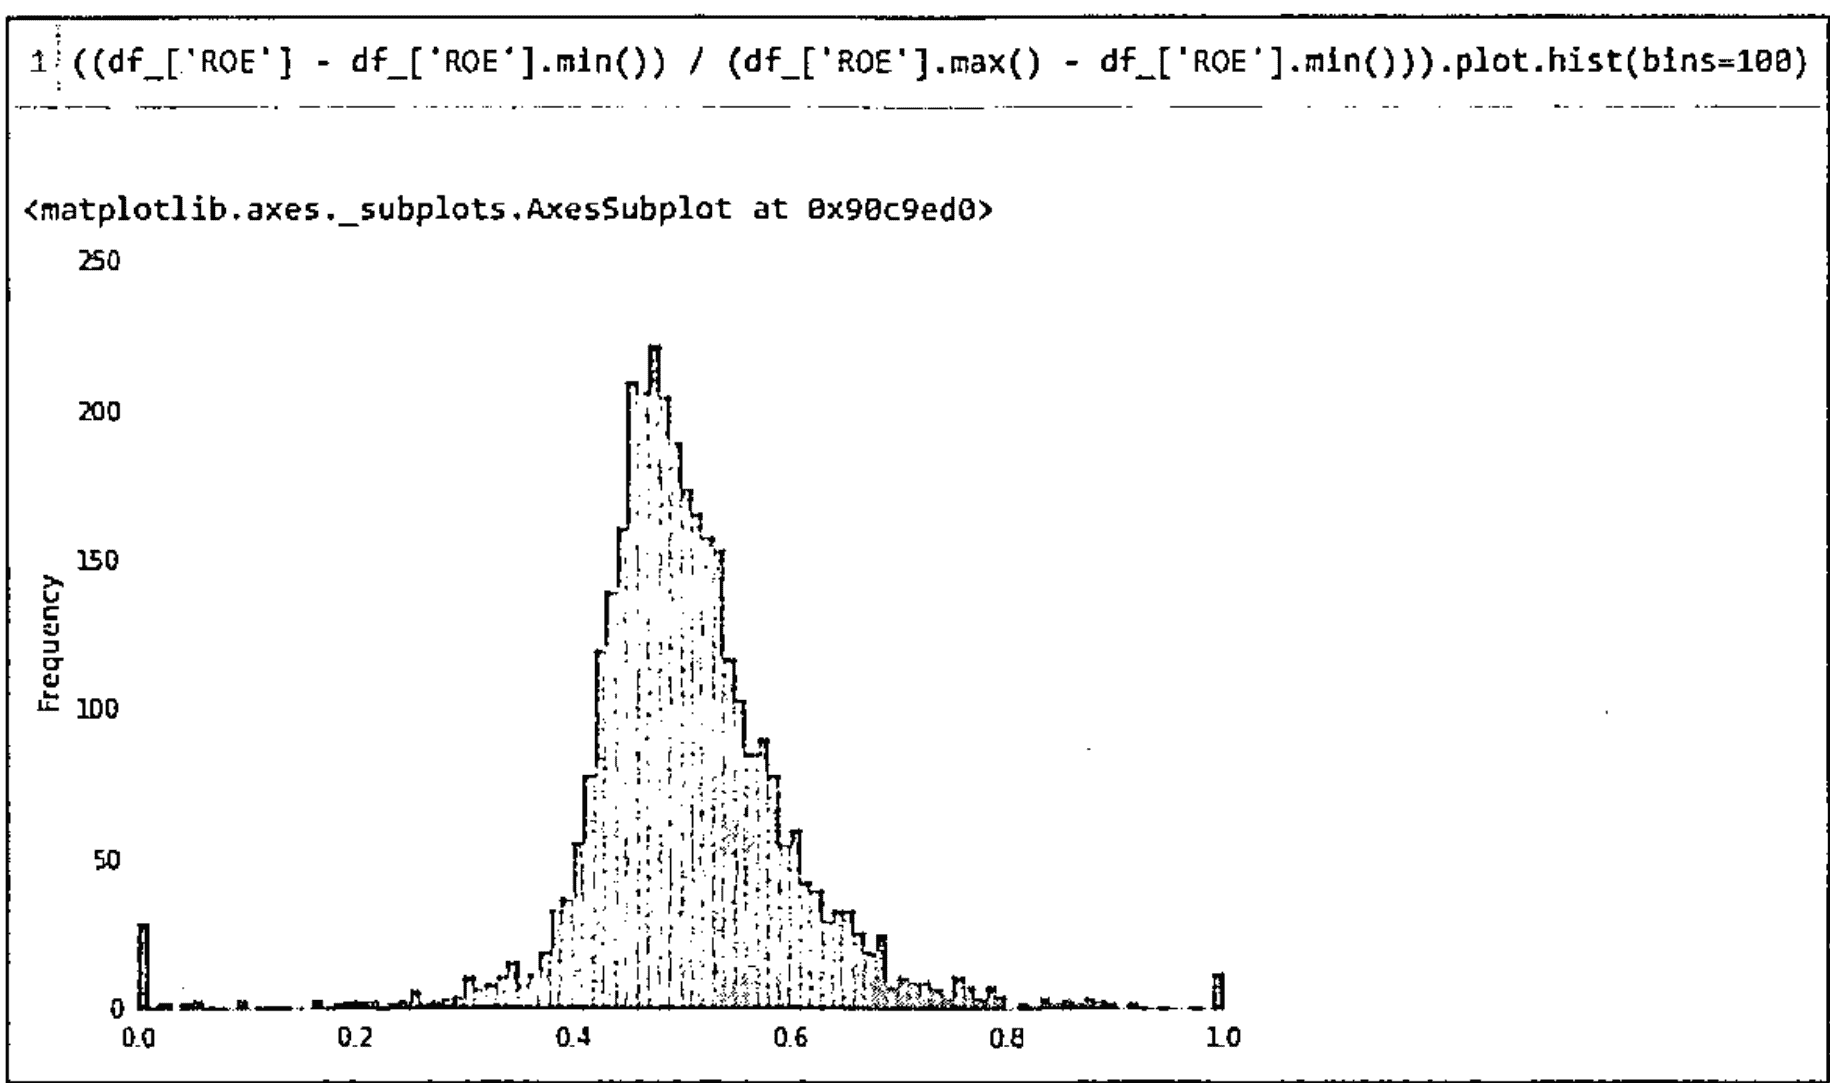 1 ((df_['ROE'] - df_['ROE'].min()) / (df_['ROE'].max() - df_['ROE'].min())).plot.hist(bins=100)
<matplotlib.axes._subplots.AxesSubplot at 0x90c9ed0>
250
200
150
100
50
0
Frequency
0.0 0.2 0.4 0.6 0.8 1.0